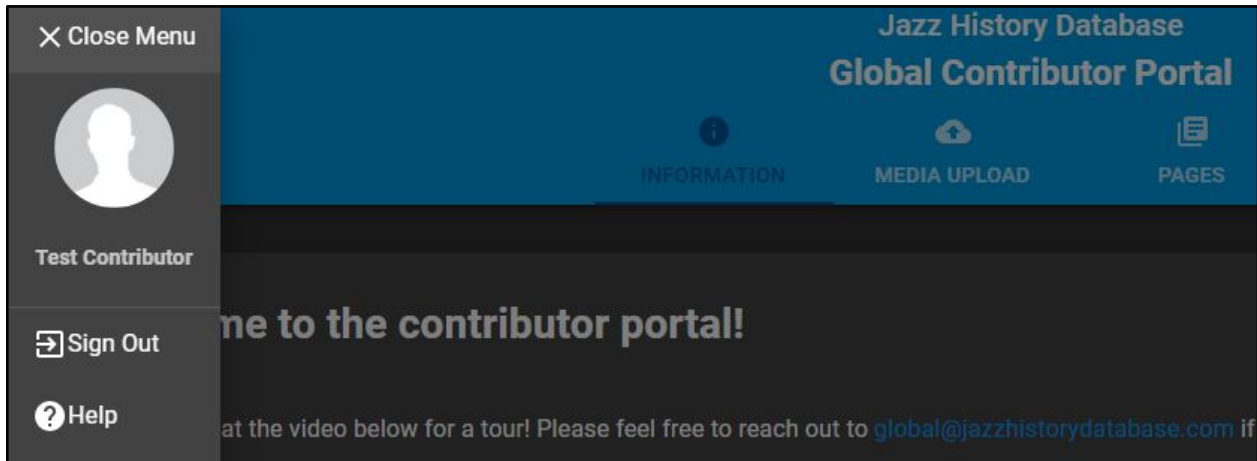 Close Menu
Jazz History Database
Global Contributor Portal
INFORMATION
MEDIA UPLOAD
PAGES
Test Contributor
me to the contributor portal!
Sign Out
Help
at the video below for a tour! Please feel free to reach out to global@jazzhistorydatabase.com if